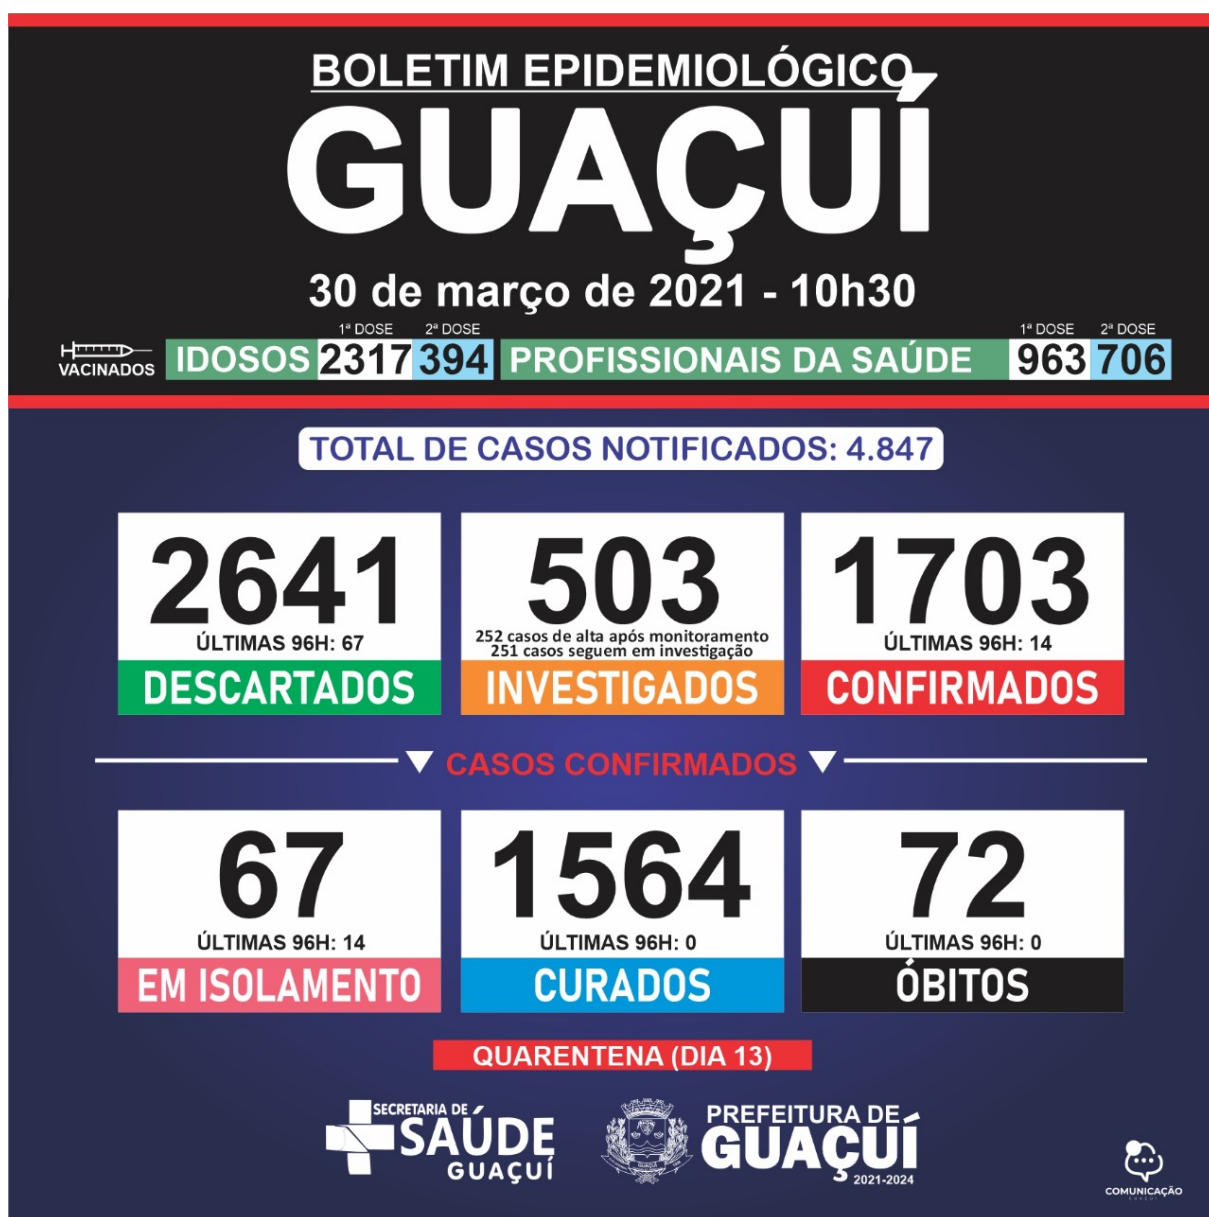 BOLETIM EPIDEMIOLÓGICO
GUAÇUÍ
30 de março de 2021 - 10h30
1ª DOSE 2ª DOSE 1ª DOSE 2ª DOSE
VACINADOS IDOSOS 2317 394 PROFISSIONAIS DA SAÚDE 963 706
TOTAL DE CASOS NOTIFICADOS: 4.847
2641
ÚLTIMAS 96H: 67
DESCARTADOS
503
252 casos de alta após monitoramento
251 casos seguem em investigação
INVESTIGADOS
1703
ÚLTIMAS 96H: 14
CONFIRMADOS
CASOS CONFIRMADOS
67
ÚLTIMAS 96H: 14
EM ISOLAMENTO
1564
ÚLTIMAS 96H: 0
CURADOS
72
ÚLTIMAS 96H: 0
ÓBITOS
QUARENTENA (DIA 13)
SECRETARIA DE
SAÚDE
GUAÇUÍ
PREFEITURA DE
GUAÇUÍ
2021-2024
COMUNICAÇÃO